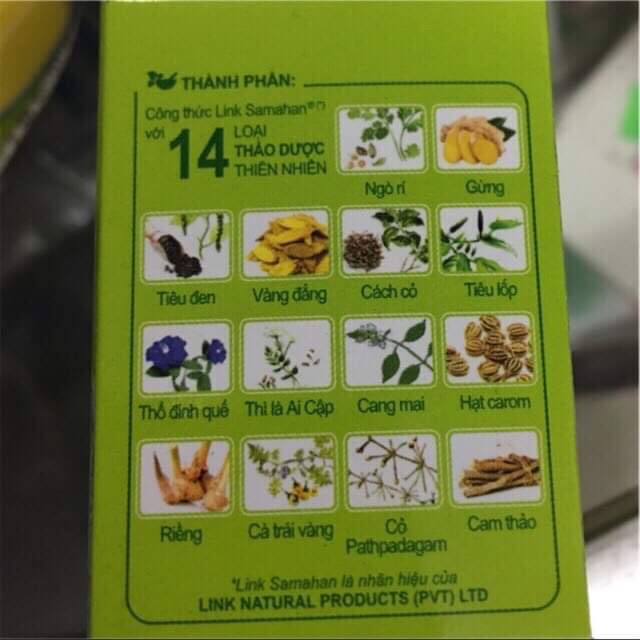 THÀNH PHẦN:
Công thức Link Samahan®(*)
với 14 LOẠI
THẢO DƯỢC
THIÊN NHIÊN
Ngò rí
Gừng
Tiêu đen
Vàng đắng
Cách cỏ
Tiêu lốp
Thổ đinh quế
Thì là Ai Cập
Cang mai
Hạt carom
Riềng
Cà trái vàng
Cỏ
Pathpadagam
Cam thảo
*Link Samahan là nhãn hiệu của
LINK NATURAL PRODUCTS (PVT) LTD